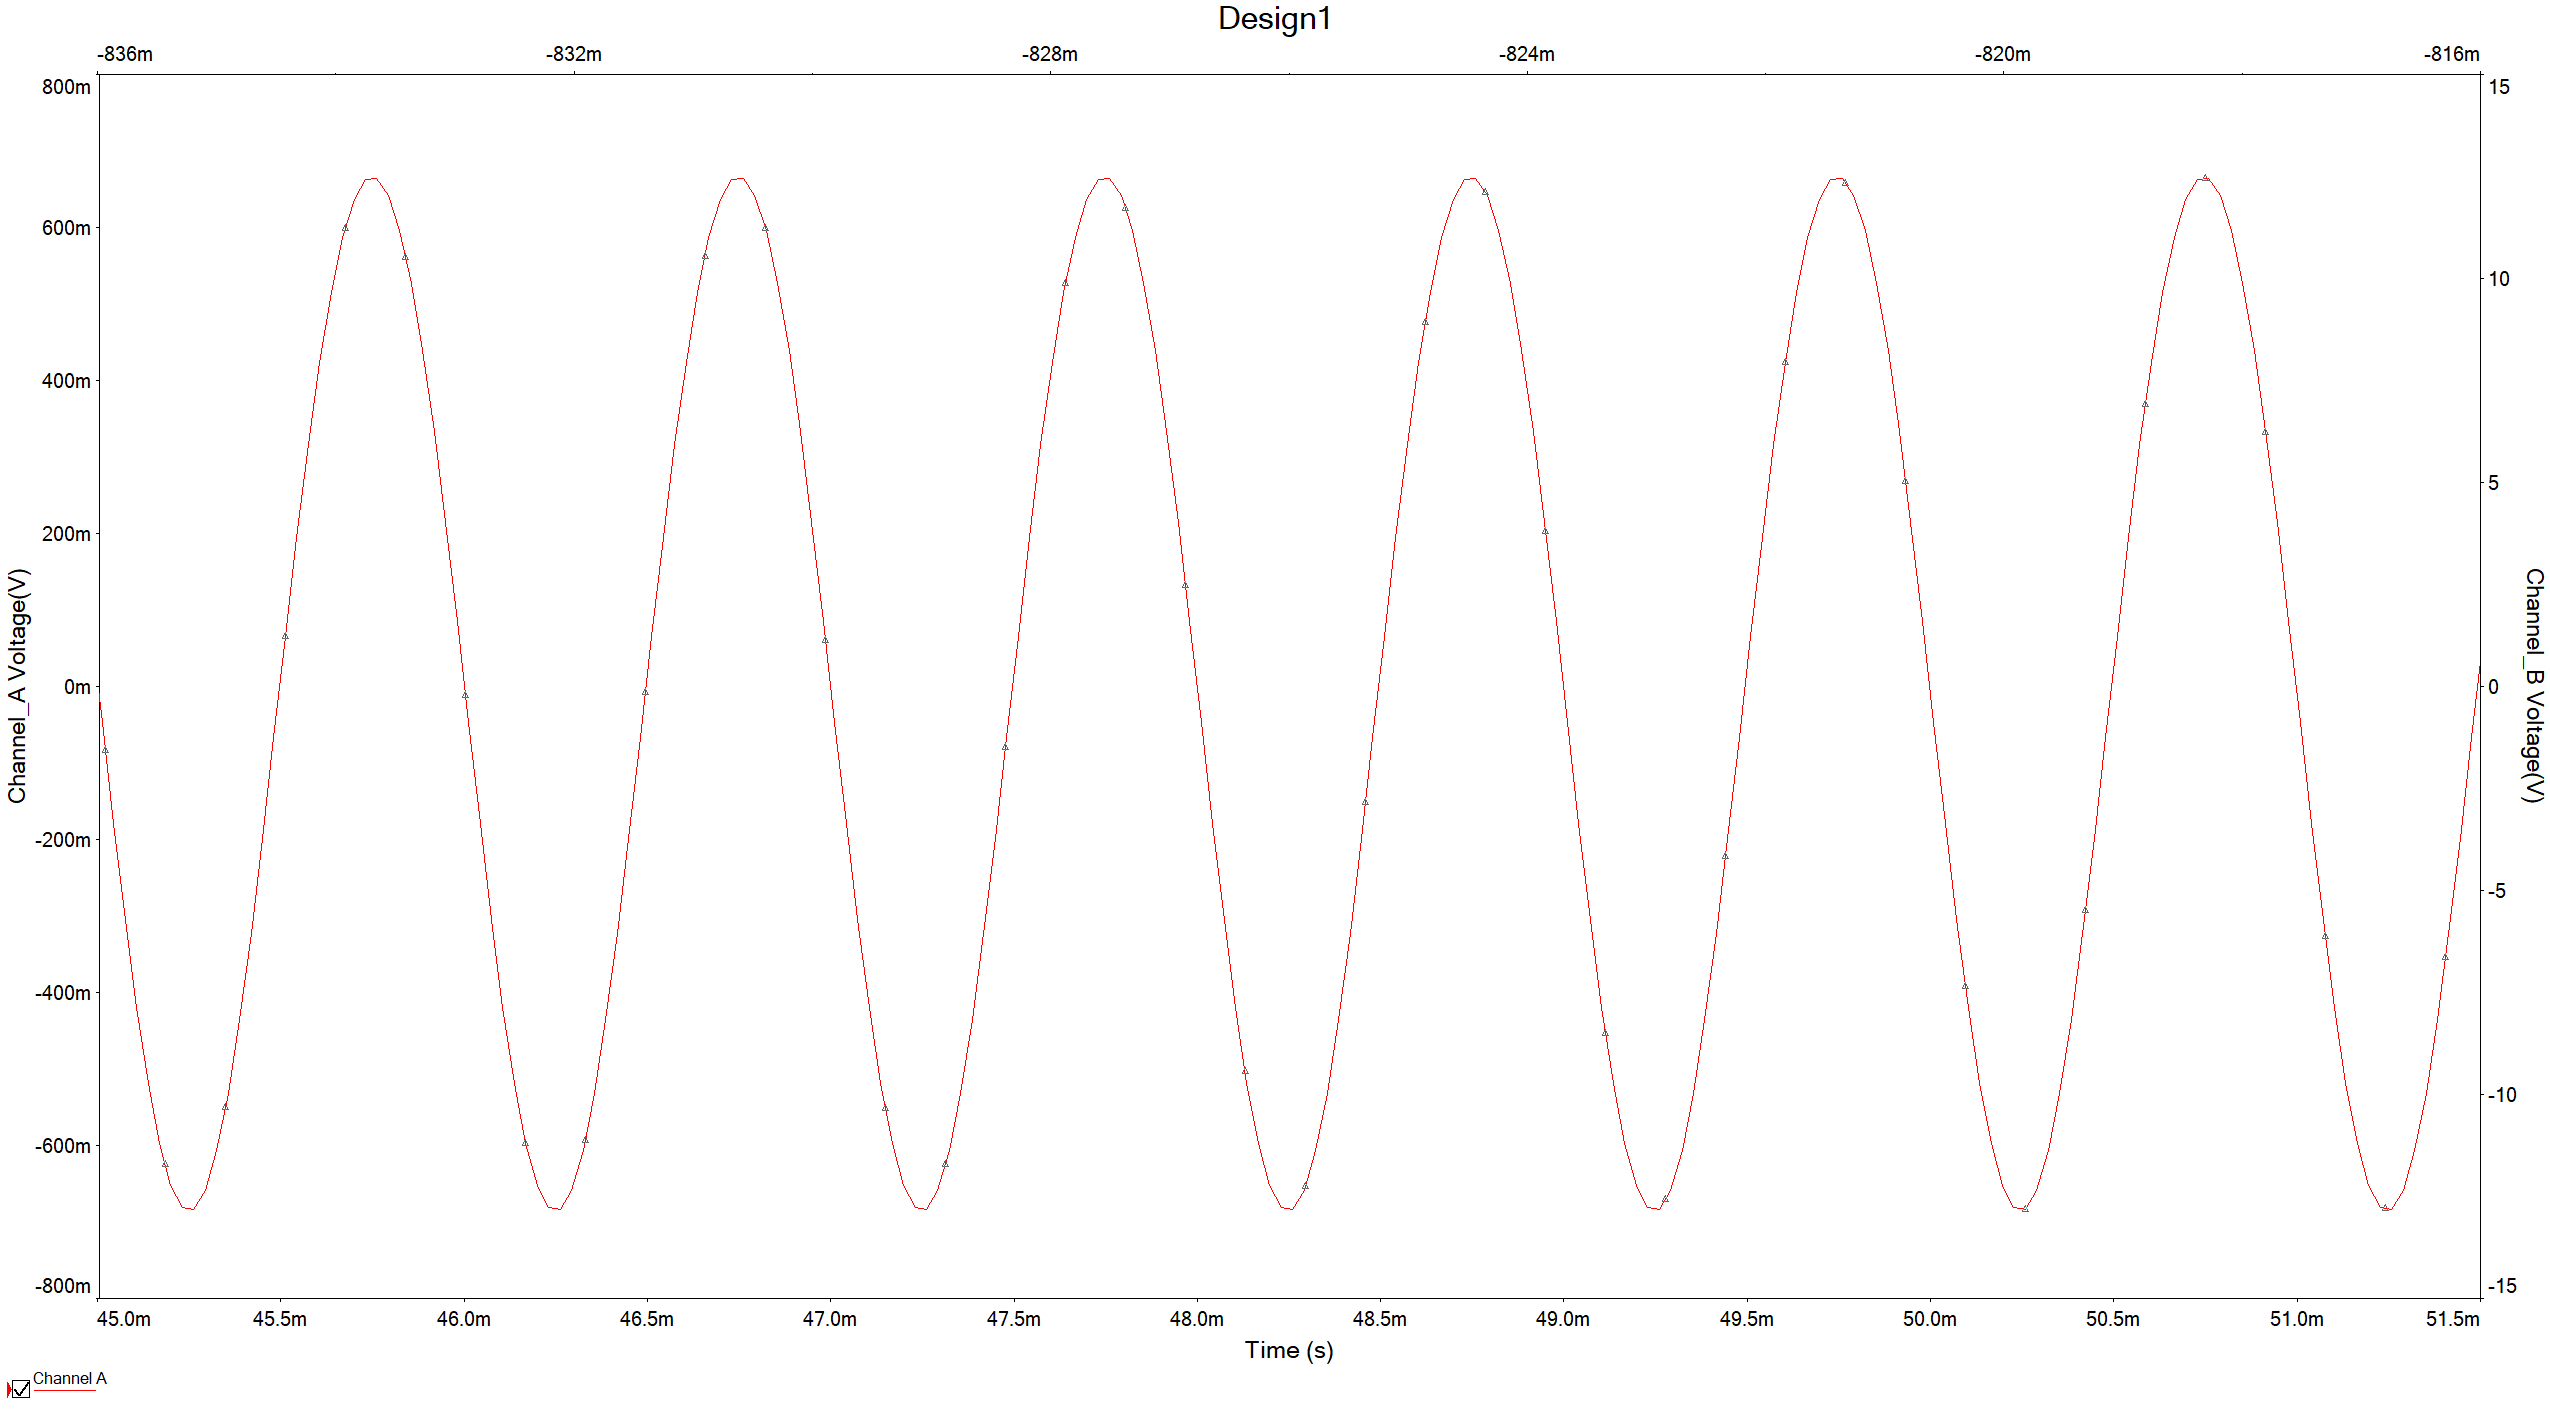 Design1
-836m -832m -828m -824m -820m -816m
800m 15
600m
10
400m
5
200m
0m 0
-200m
-5
-400m
-10
-600m
-800m -15
Channel_A Voltage(V)
Channel_B Voltage(V)
45.0m 45.5m 46.0m 46.5m 47.0m 47.5m 48.0m 48.5m 49.0m 49.5m 50.0m 50.5m 51.0m 51.5m
Time (s)
Channel A